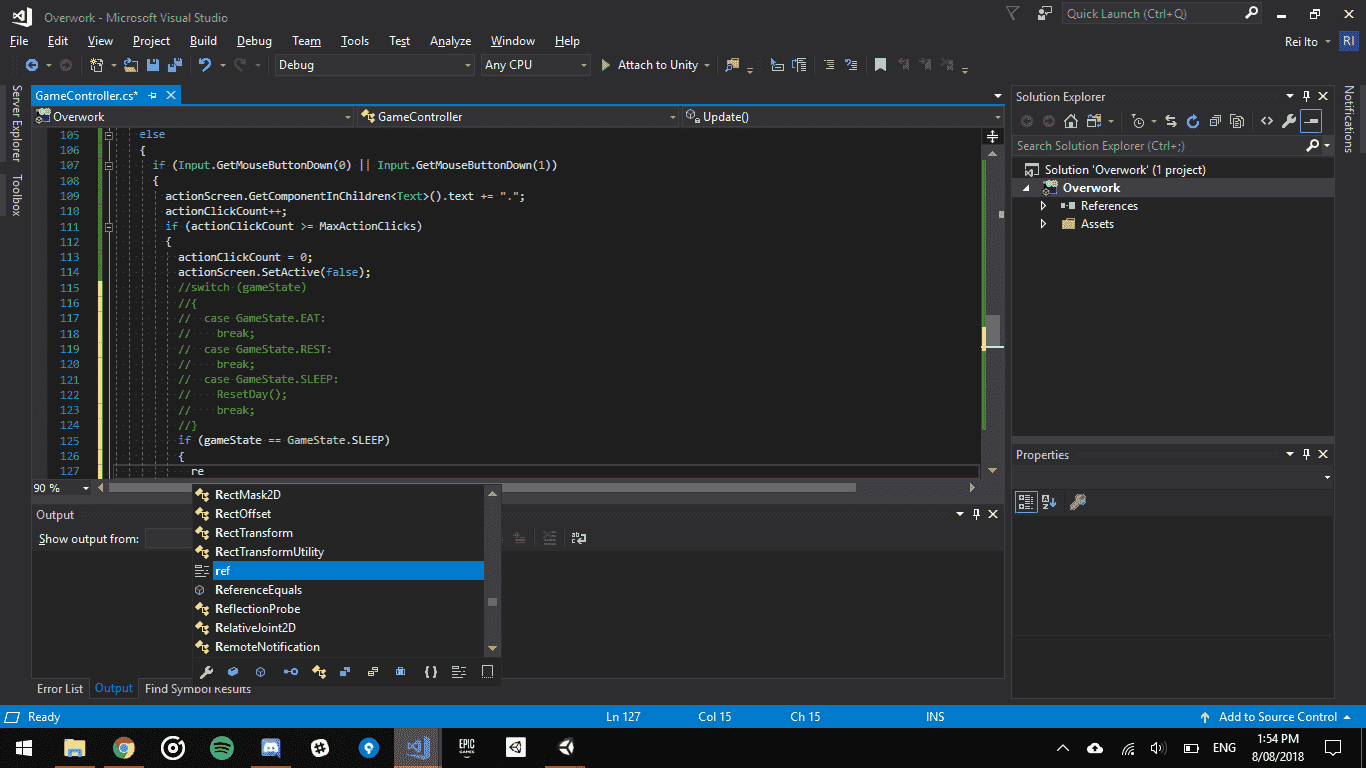 Overwork - Microsoft Visual Studio
Quick Launch (Ctrl+Q)
File Edit View Project Build Debug Team Tools Test Analyze Window Help
Rei Ito RI
Debug Any CPU Attach to Unity
Server Explorer
Toolbox
Notifications
GameController.cs*
Overwork GameController Update()
105 else
106 {
107 if (Input.GetMouseButtonDown(0) || Input.GetMouseButtonDown(1))
108 {
109 actionScreen.GetComponentInChildren<Text>().text += ".";
110 actionClickCount++;
111 if (actionClickCount >= MaxActionClicks)
112 {
113 actionClickCount = 0;
114 actionScreen.SetActive(false);
115 //switch (gameState)
116 //{
117 // case GameState.EAT:
118 // break;
119 // case GameState.REST:
120 // break;
121 // case GameState.SLEEP:
122 // ResetDay();
123 // break;
124 //}
125 if (gameState == GameState.SLEEP)
126 {
127 re
90 %
RectMask2D
RectOffset
RectTransform
RectTransformUtility
ref
ReferenceEquals
ReflectionProbe
RelativeJoint2D
RemoteNotification
Output
Show output from:
Error List Output Find Symbol Results
Solution Explorer
Search Solution Explorer (Ctrl+;)
Solution 'Overwork' (1 project)
Overwork
References
Assets
Properties
Ready Ln 127 Col 15 Ch 15 INS Add to Source Control
EPIC
GAMES
ENG
1:54 PM
8/08/2018